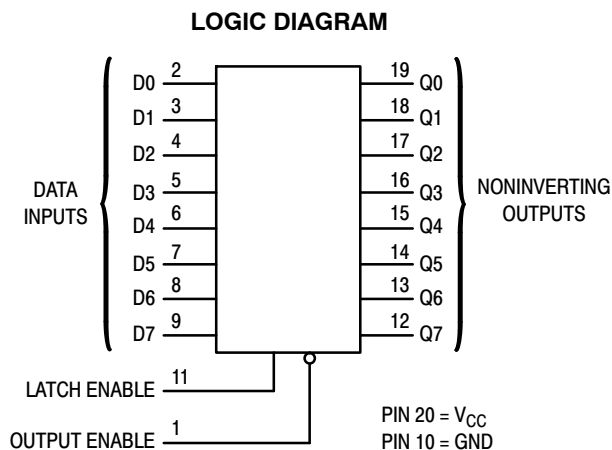 LOGIC DIAGRAM
D0 2 19 Q0
D1 3 18 Q1
D2 4 17 Q2
D3 5 16 Q3
D4 6 15 Q4
D5 7 14 Q5
D6 8 13 Q6
D7 9 12 Q7
DATA
INPUTS
NONINVERTING
OUTPUTS
LATCH ENABLE 11
OUTPUT ENABLE 1
PIN 20 = VCC
PIN 10 = GND